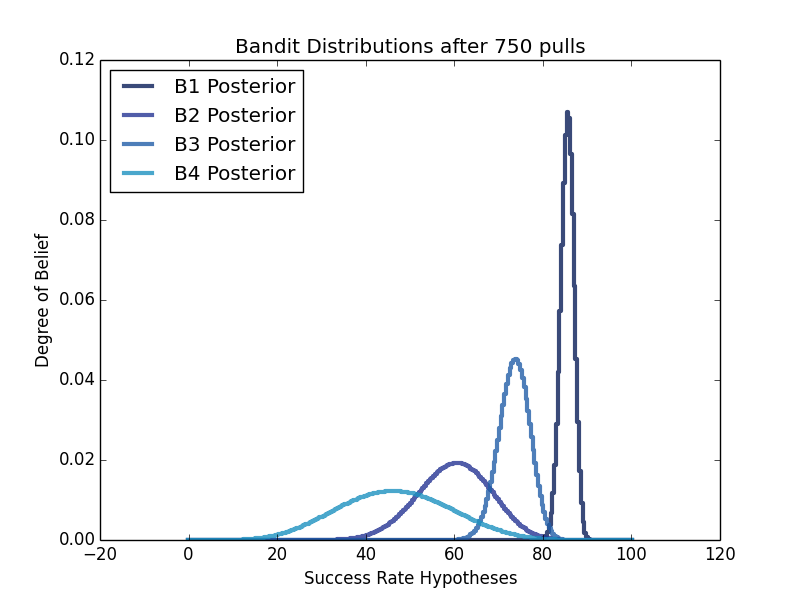 Bandit Distributions after 750 pulls
0.12
0.10
0.08
0.06
0.04
0.02
0.00
Degree of Belief
B1 Posterior
B2 Posterior
B3 Posterior
B4 Posterior
−20 0 20 40 60 80 100 120
Success Rate Hypotheses